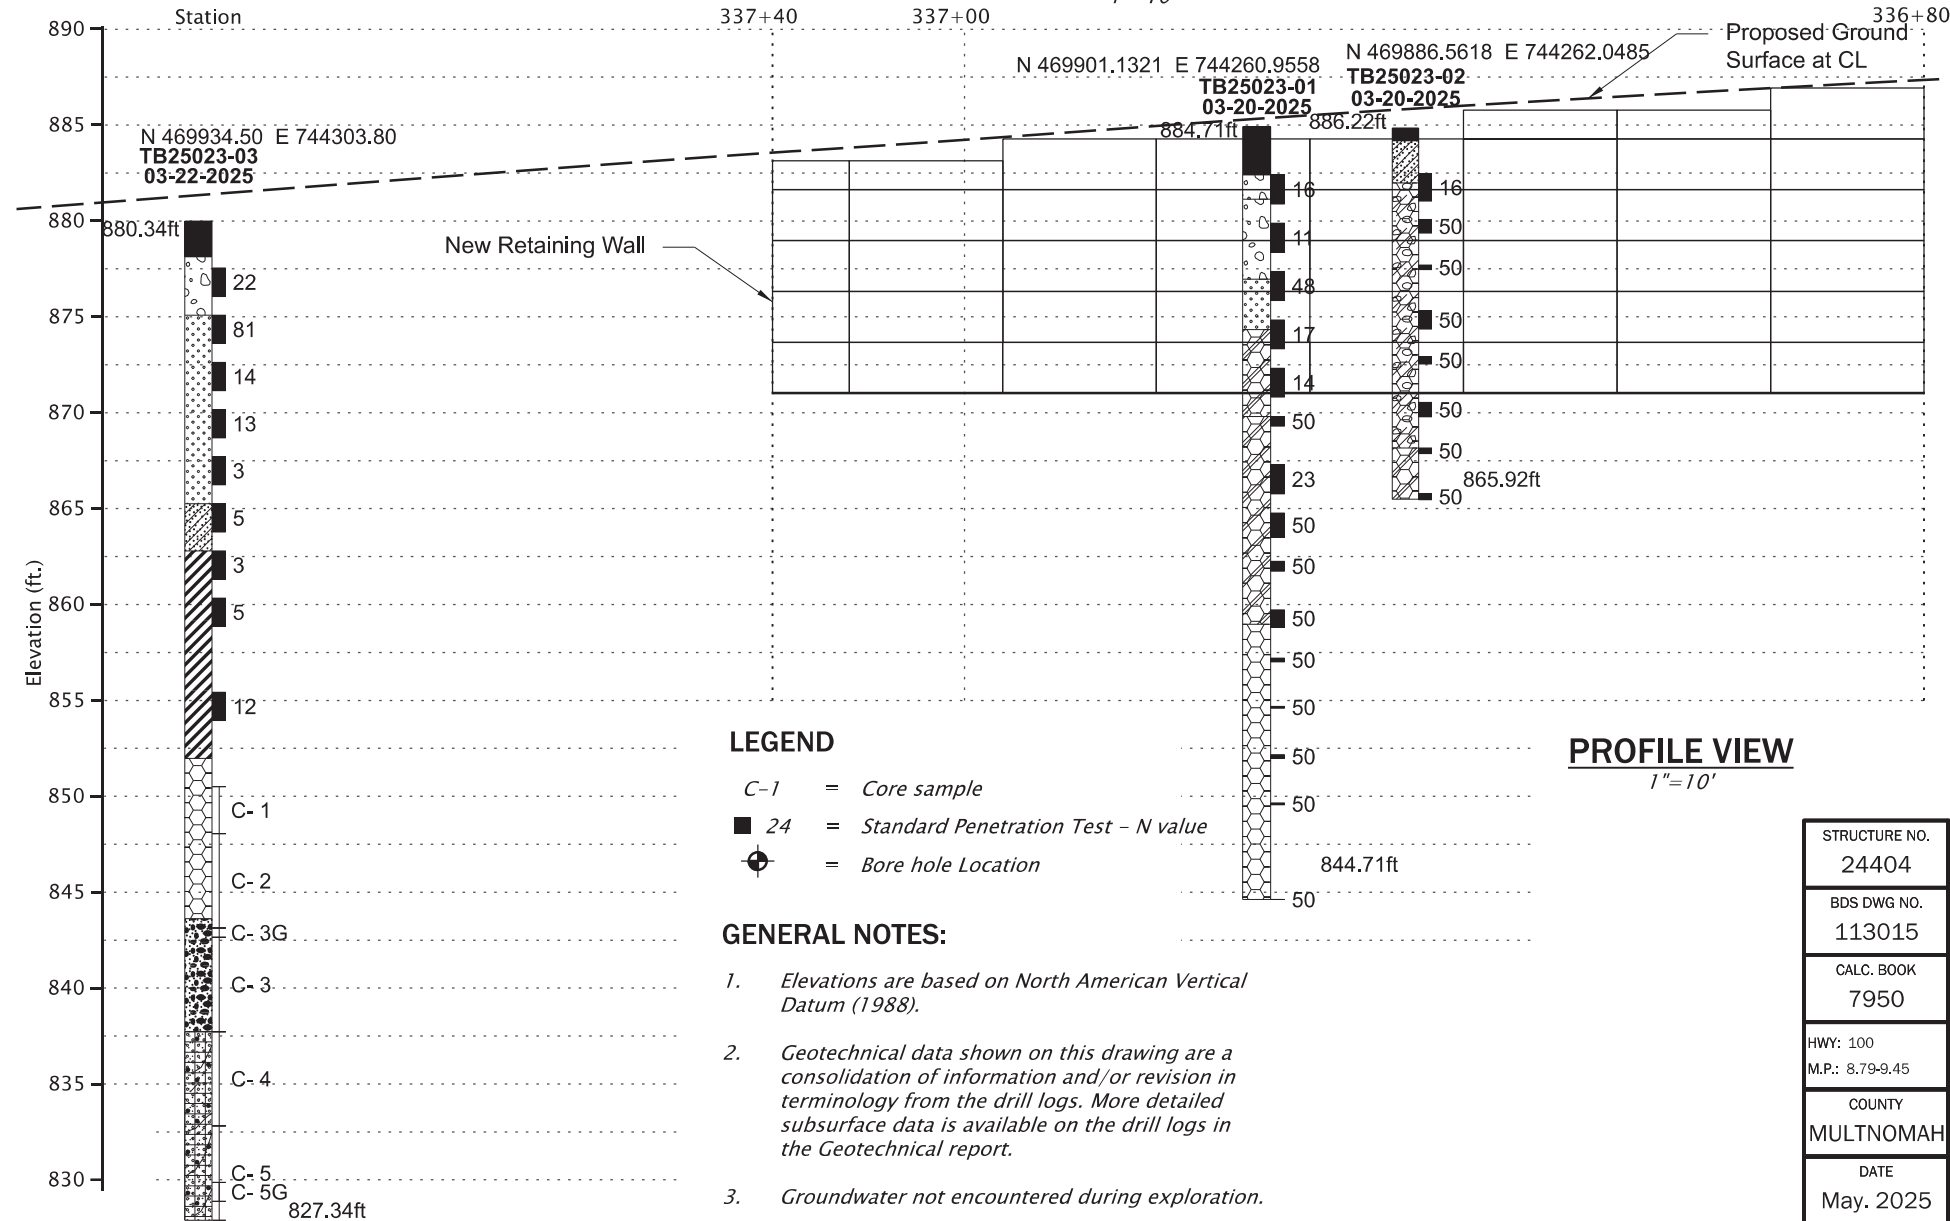 Station
337+40
337+00
336+80
890
885
880
875
870
865
860
855
850
845
840
835
830
Elevation (ft.)
N 469934.50 E 744303.80
TB25023-03
03-22-2025
880.34ft
22
81
14
13
3
5
3
5
12
C- 1
C- 2
C- 3G
C- 3
C- 4
C- 5
C- 5G
827.34ft
New Retaining Wall
N 469901.1321 E 744260.9558
TB25023-01
03-20-2025
884.71ft
16
11
48
17
14
50
23
50
50
50
50
50
50
50
844.71ft
50
N 469886.5618 E 744262.0485
TB25023-02
03-20-2025
886.22ft
16
50
50
50
50
50
50
865.92ft
50
Proposed Ground
Surface at CL
LEGEND
C-1 = Core sample
24 = Standard Penetration Test - N value
= Bore hole Location
GENERAL NOTES:
1. Elevations are based on North American Vertical
Datum (1988).
2. Geotechnical data shown on this drawing are a
consolidation of information and/or revision in
terminology from the drill logs. More detailed
subsurface data is available on the drill logs in
the Geotechnical report.
3. Groundwater not encountered during exploration.
PROFILE VIEW
1"=10'
STRUCTURE NO.
24404
BDS DWG NO.
113015
CALC. BOOK
7950
HWY: 100
M.P.: 8.79-9.45
COUNTY
MULTNOMAH
DATE
May. 2025